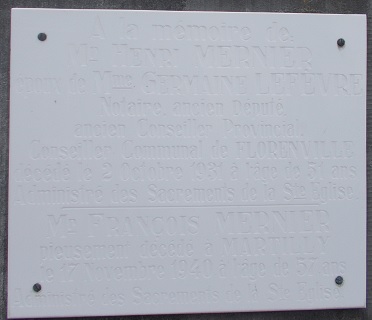 A la mémoire de
Mr HENRI MERNIER
époux de Mme GERMAINE LEFEVRE
Notaire ancien Député
ancien Conseiller Provincial
Conseiller Communal de FLORENVILLE
décédé le 2 Octobre 1931 à l'âge de 51 ans
Administré des Sacrements de la Ste Eglise.
Mr FRANÇOIS MERNIER
pieusement décédé à MARTILLY
le 17 Novembre 1940 à l'âge de 57 ans
Administré des Sacrements de la Ste Eglise